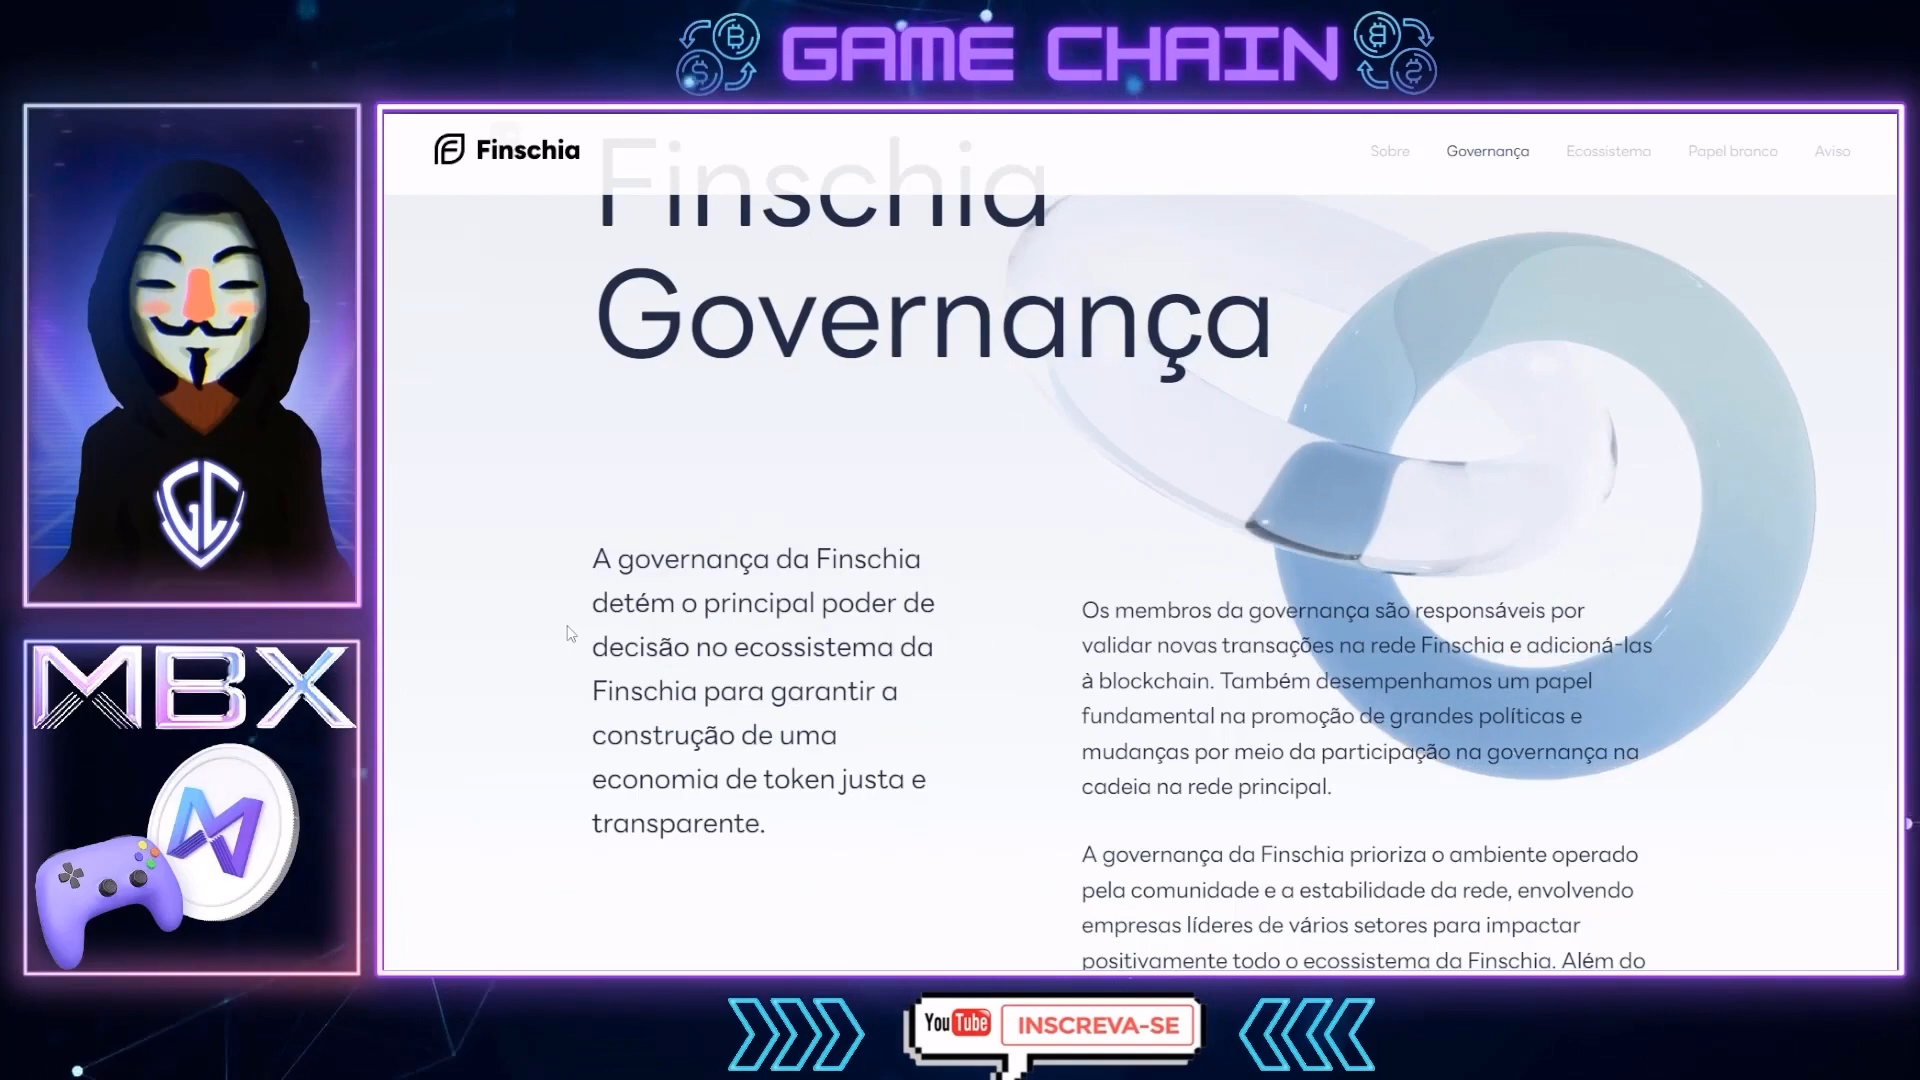 GAME CHAIN
Finschia
Sobre Governança Ecossistema Papel branco Aviso
Finschia
Governança
A governança da Finschia
detém o principal poder de
decisão no ecossistema da
Finschia para garantir a
construção de uma
economia de token justa e
transparente.
Os membros da governança são responsáveis por
validar novas transações na rede Finschia e adicioná-las
à blockchain. Também desempenhamos um papel
fundamental na promoção de grandes políticas e
mudanças por meio da participação na governança na
cadeia na rede principal.
A governança da Finschia prioriza o ambiente operado
pela comunidade e a estabilidade da rede, envolvendo
empresas líderes de vários setores para impactar
positivamente todo o ecossistema da Finschia. Além do
GC
MBX
YouTube INSCREVA-SE